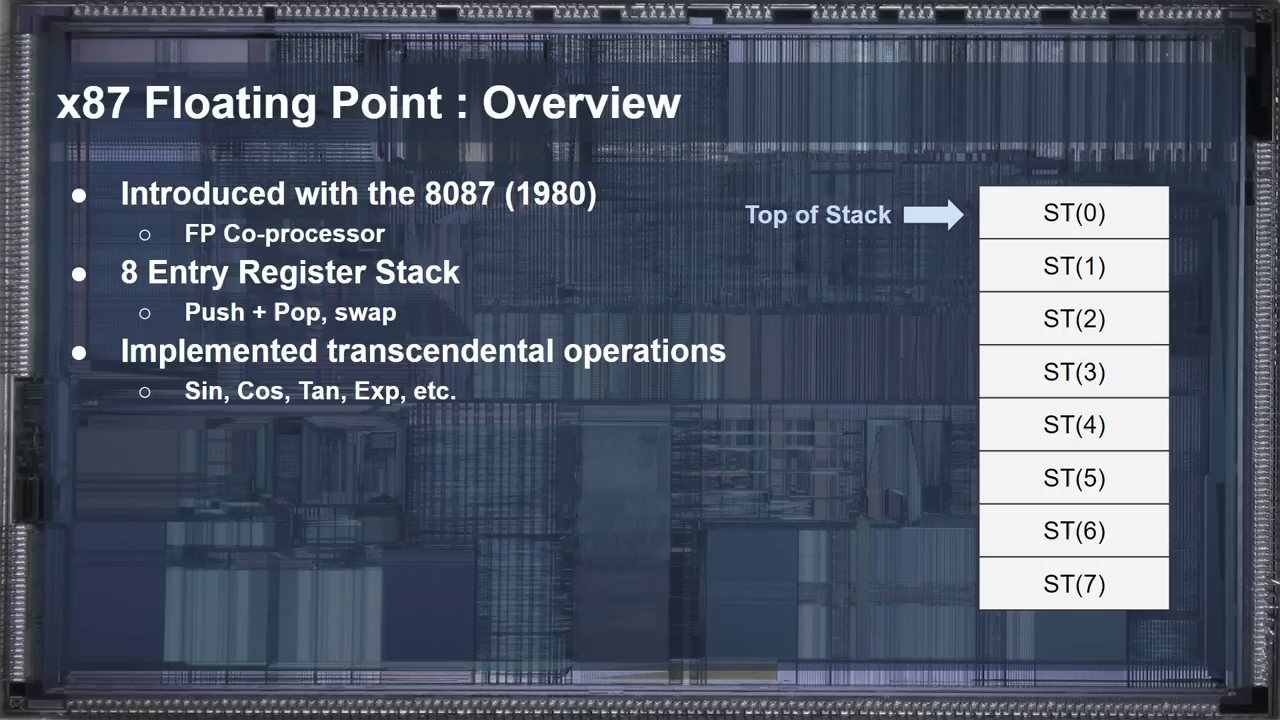 x87 Floating Point : Overview
● Introduced with the 8087 (1980)
○ FP Co-processor
● 8 Entry Register Stack
○ Push + Pop, swap
● Implemented transcendental operations
○ Sin, Cos, Tan, Exp, etc.
Top of Stack
ST(0)
ST(1)
ST(2)
ST(3)
ST(4)
ST(5)
ST(6)
ST(7)